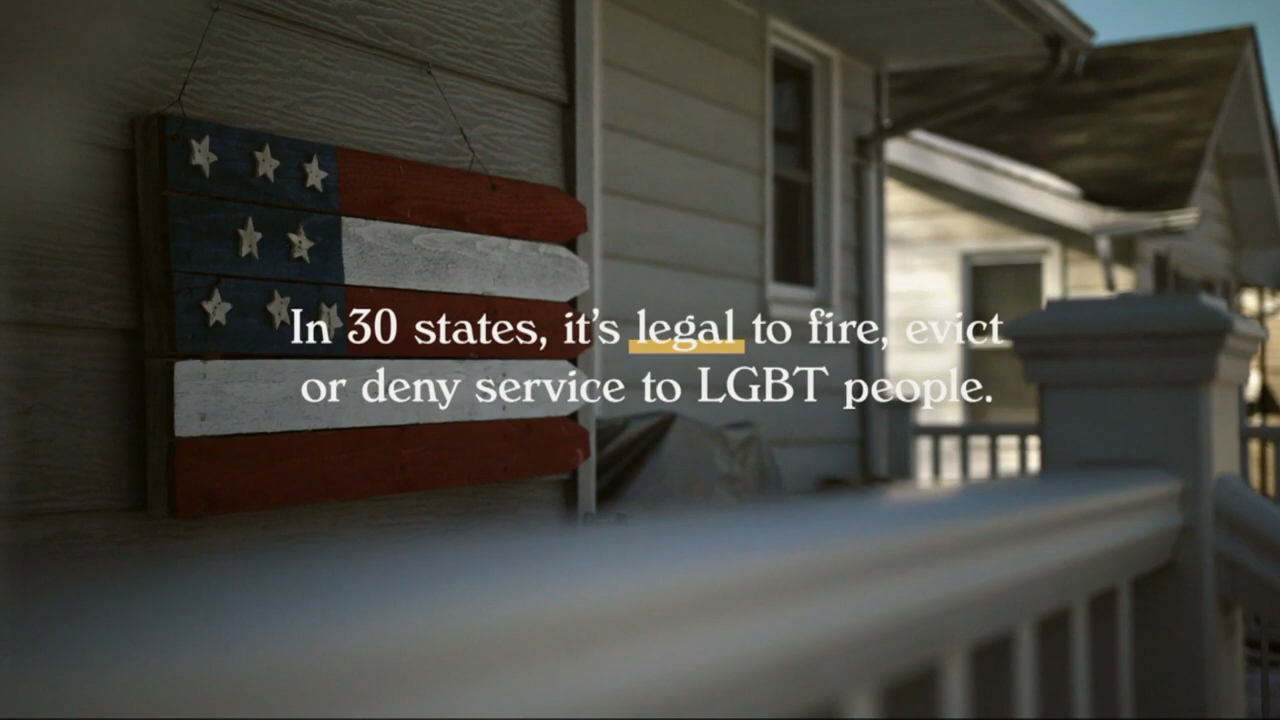 In 30 states, it’s legal to fire, evict
or deny service to LGBT people.